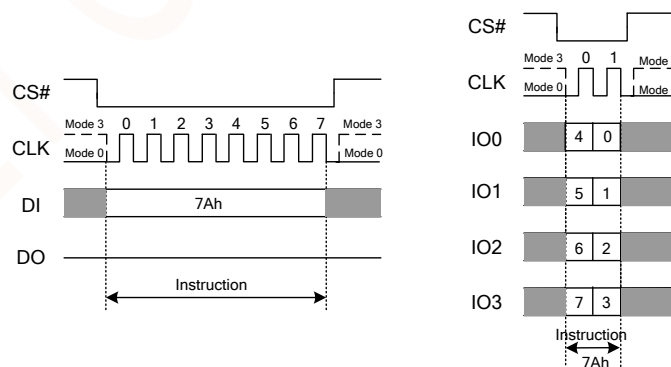 CS#
Mode 3 0 1 2 3 4 5 6 7 Mode 3
CLK
Mode 0 Mode 0
DI 7Ah
DO
Instruction
CS#
Mode 3 0 1 Mode
CLK
Mode 0 Mode
IO0 4 0
IO1 5 1
IO2 6 2
IO3 7 3
Instruction
7Ah